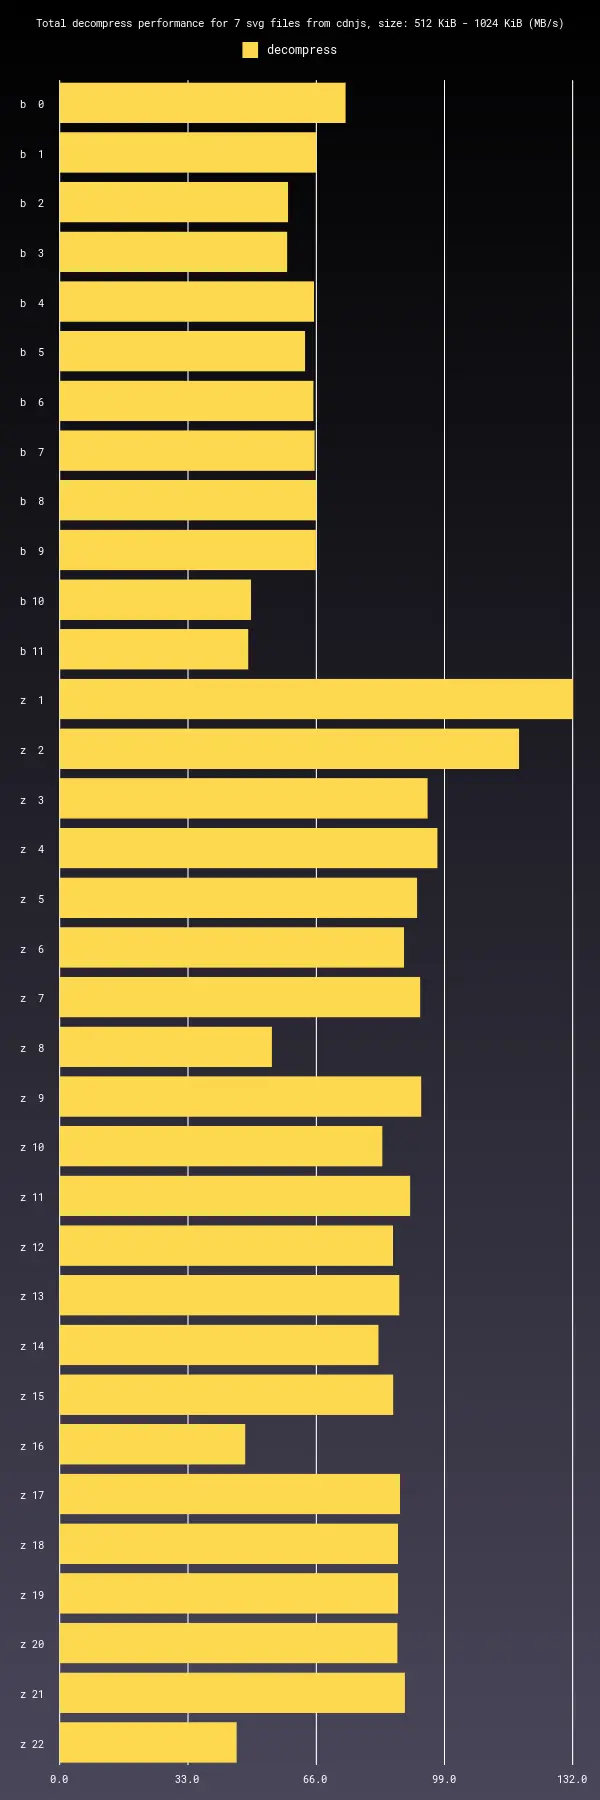 Total decompress performance for 7 svg files from cdnjs, size: 512 KiB - 1024 KiB (MB/s)
decompress
b 0
b 1
b 2
b 3
b 4
b 5
b 6
b 7
b 8
b 9
b 10
b 11
z 1
z 2
z 3
z 4
z 5
z 6
z 7
z 8
z 9
z 10
z 11
z 12
z 13
z 14
z 15
z 16
z 17
z 18
z 19
z 20
z 21
z 22
0.0 33.0 66.0 99.0 132.0